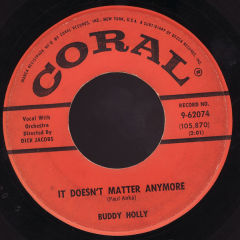 CORAL
Vocal With
Orchestra
Directed By
DICK JACOBS
RECORD NO.
9-62074
(105,870)
(2:01)
IT DOESN'T MATTER ANYMORE
(Paul Anka)
BUDDY HOLLY